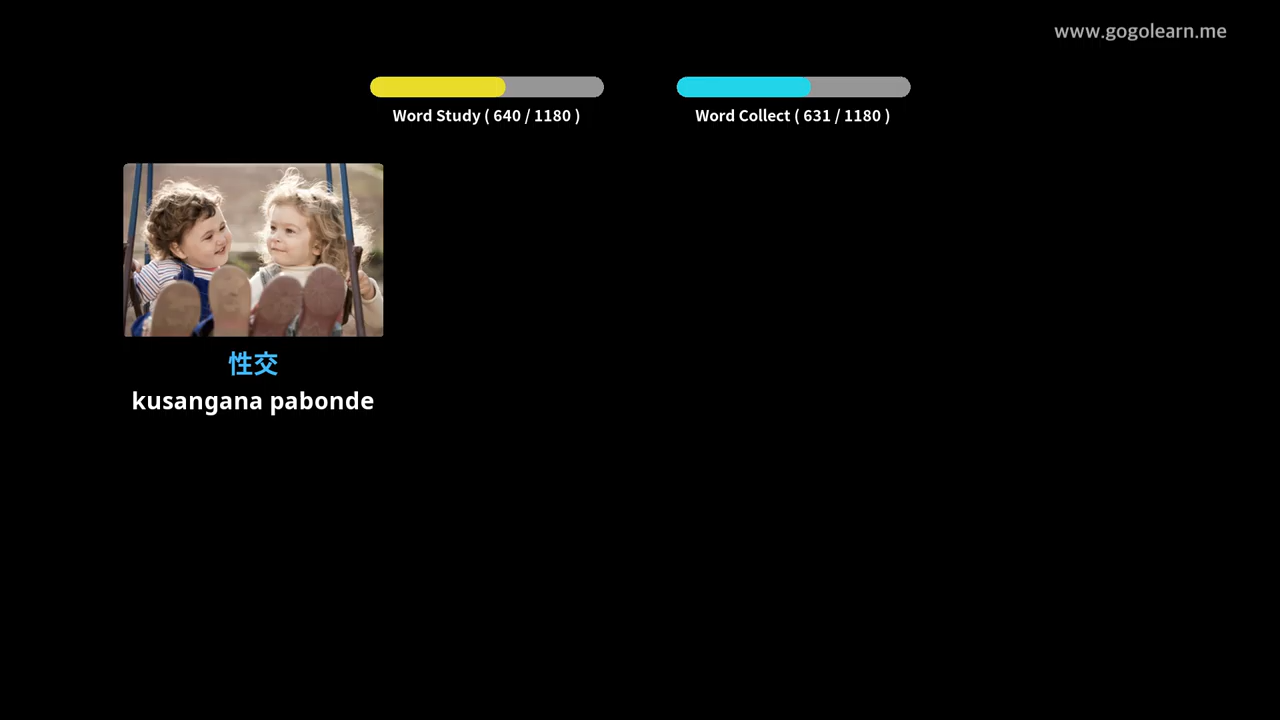 www.gogolearn.me
Word Study ( 640 / 1180 )
Word Collect ( 631 / 1180 )
性交
kusangana pabonde